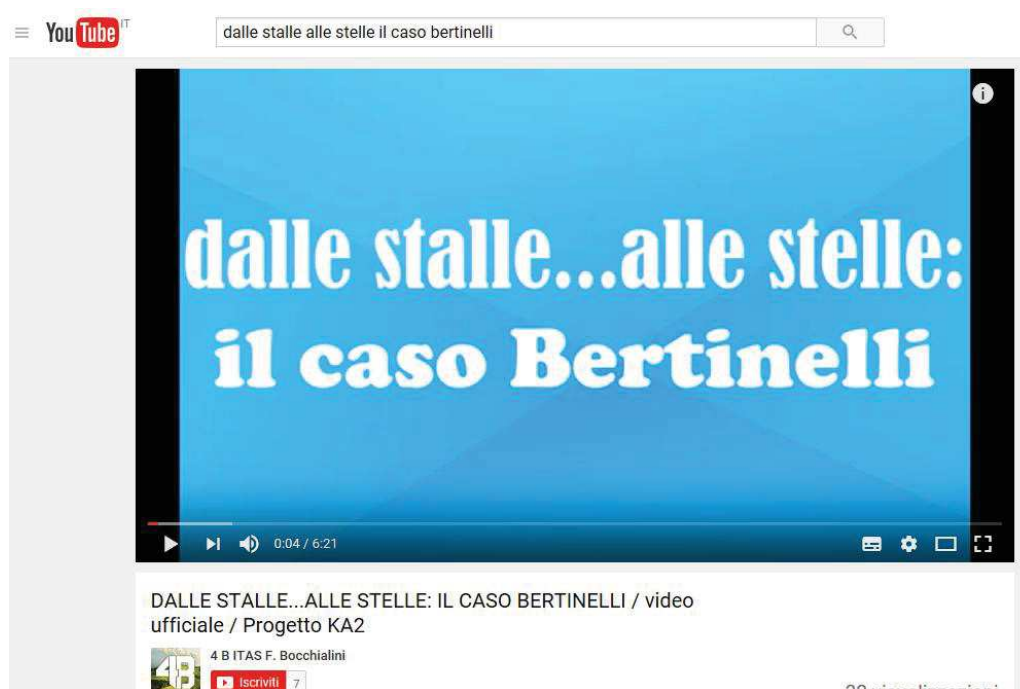 YouTube IT
dalle stalle alle stelle il caso bertinelli
dalle stalle...alle stelle:
il caso Bertinelli
0:04 / 6:21
DALLE STALLE...ALLE STELLE: IL CASO BERTINELLI / video
ufficiale / Progetto KA2
4B
4 B ITAS F. Bocchialini
Iscriviti 7
visualizzazioni